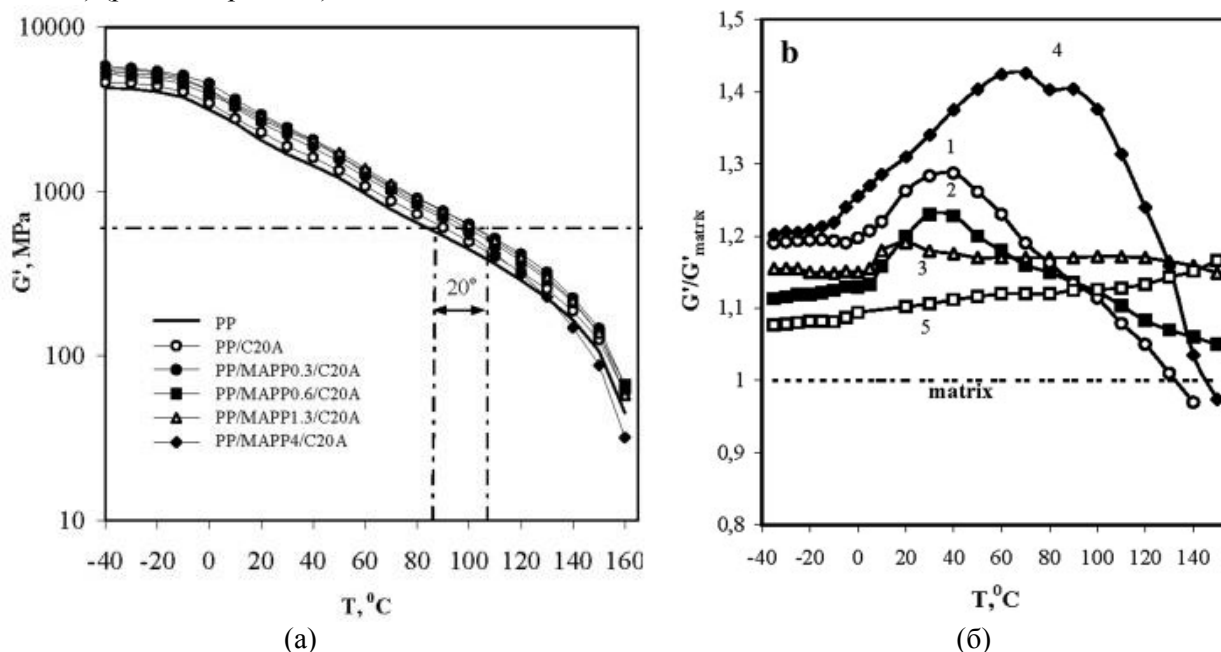 10000
1000
100
10
G', MPa
20°
PP
PP/C20A
PP/MAPP0.3/C20A
PP/MAPP0.6/C20A
PP/MAPP1.3/C20A
PP/MAPP4/C20A
-40 -20 0 20 40 60 80 100 120 140 160
T, ⁰C
(а)
b
1,5
1,4
1,3
1,2
1,1
1
0,9
0,8
G'/G'matrix
4
1
2
3
5
matrix
-40 -20 0 20 40 60 80 100 120 140
T,⁰C
(б)